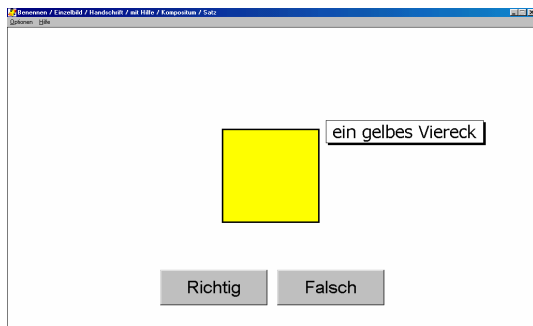 Benennen / Einzelbild / Handschrift / mit Hilfe / Kompositum / Satz
Optionen Hilfe
ein gelbes Viereck
Richtig Falsch